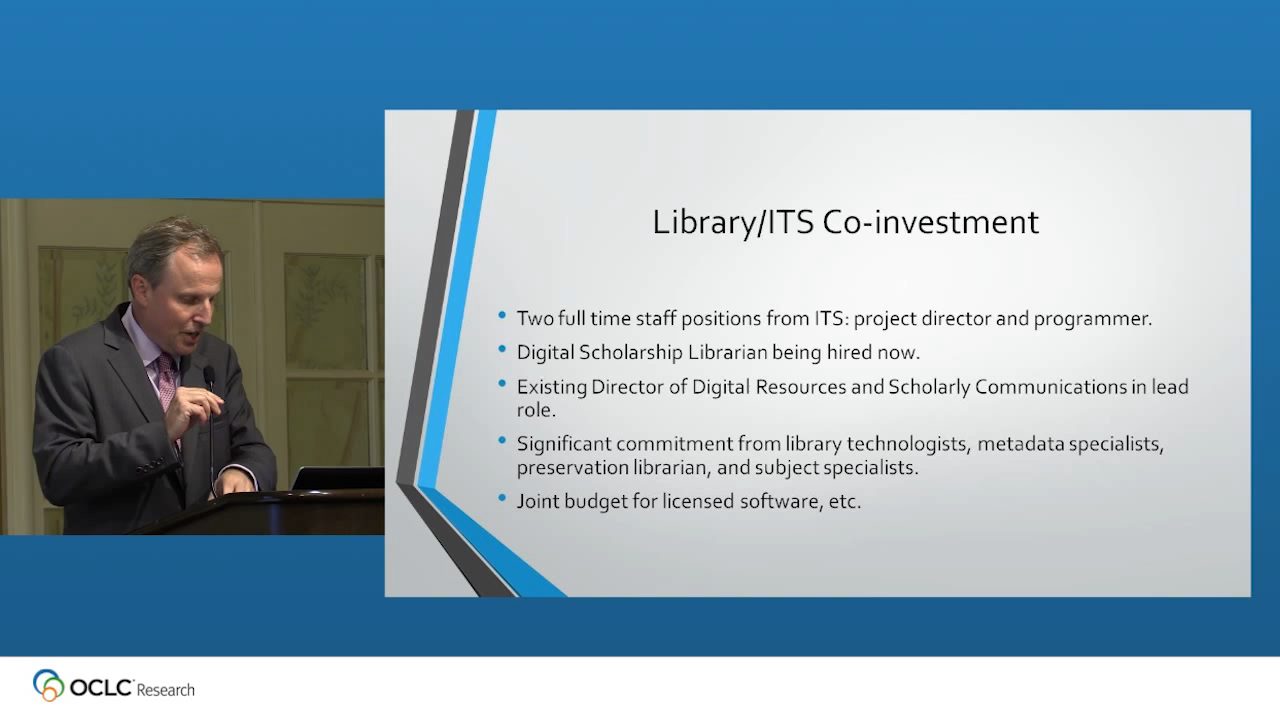 Library/ITS Co-investment
• Two full time staff positions from ITS: project director and programmer.
• Digital Scholarship Librarian being hired now.
• Existing Director of Digital Resources and Scholarly Communications in lead
role.
• Significant commitment from library technologists, metadata specialists,
preservation librarian, and subject specialists.
• Joint budget for licensed software, etc.
OCLC Research